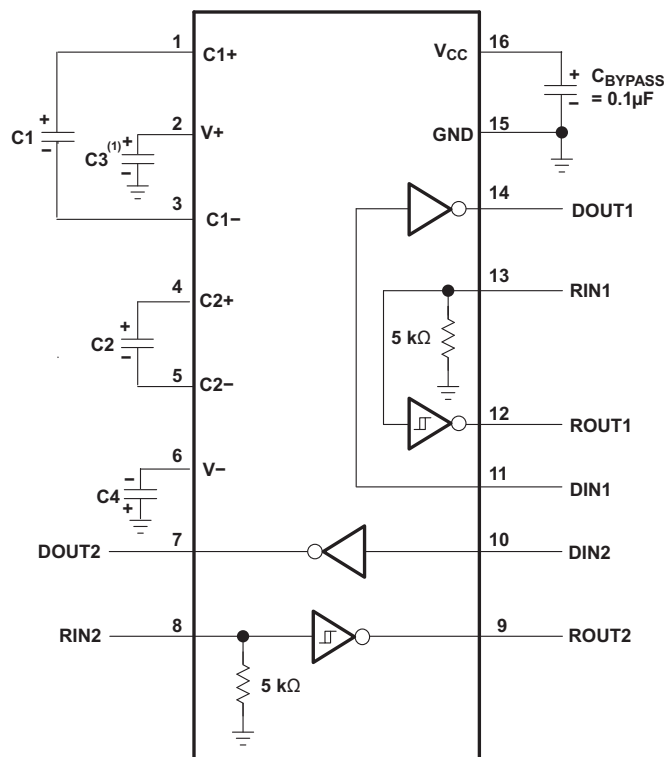 1 C1+ VCC 16
+ CBYPASS
– = 0.1µF
+ C1 –
2 V+ GND 15
C3(1) + –
3 C1– 14 DOUT1
4 C2+ 13 RIN1
+ C2 –
5 kΩ
5 C2– 12 ROUT1
6 V– 11 DIN1
– C4 +
DOUT2 7 10 DIN2
RIN2 8 9 ROUT2
5 kΩ